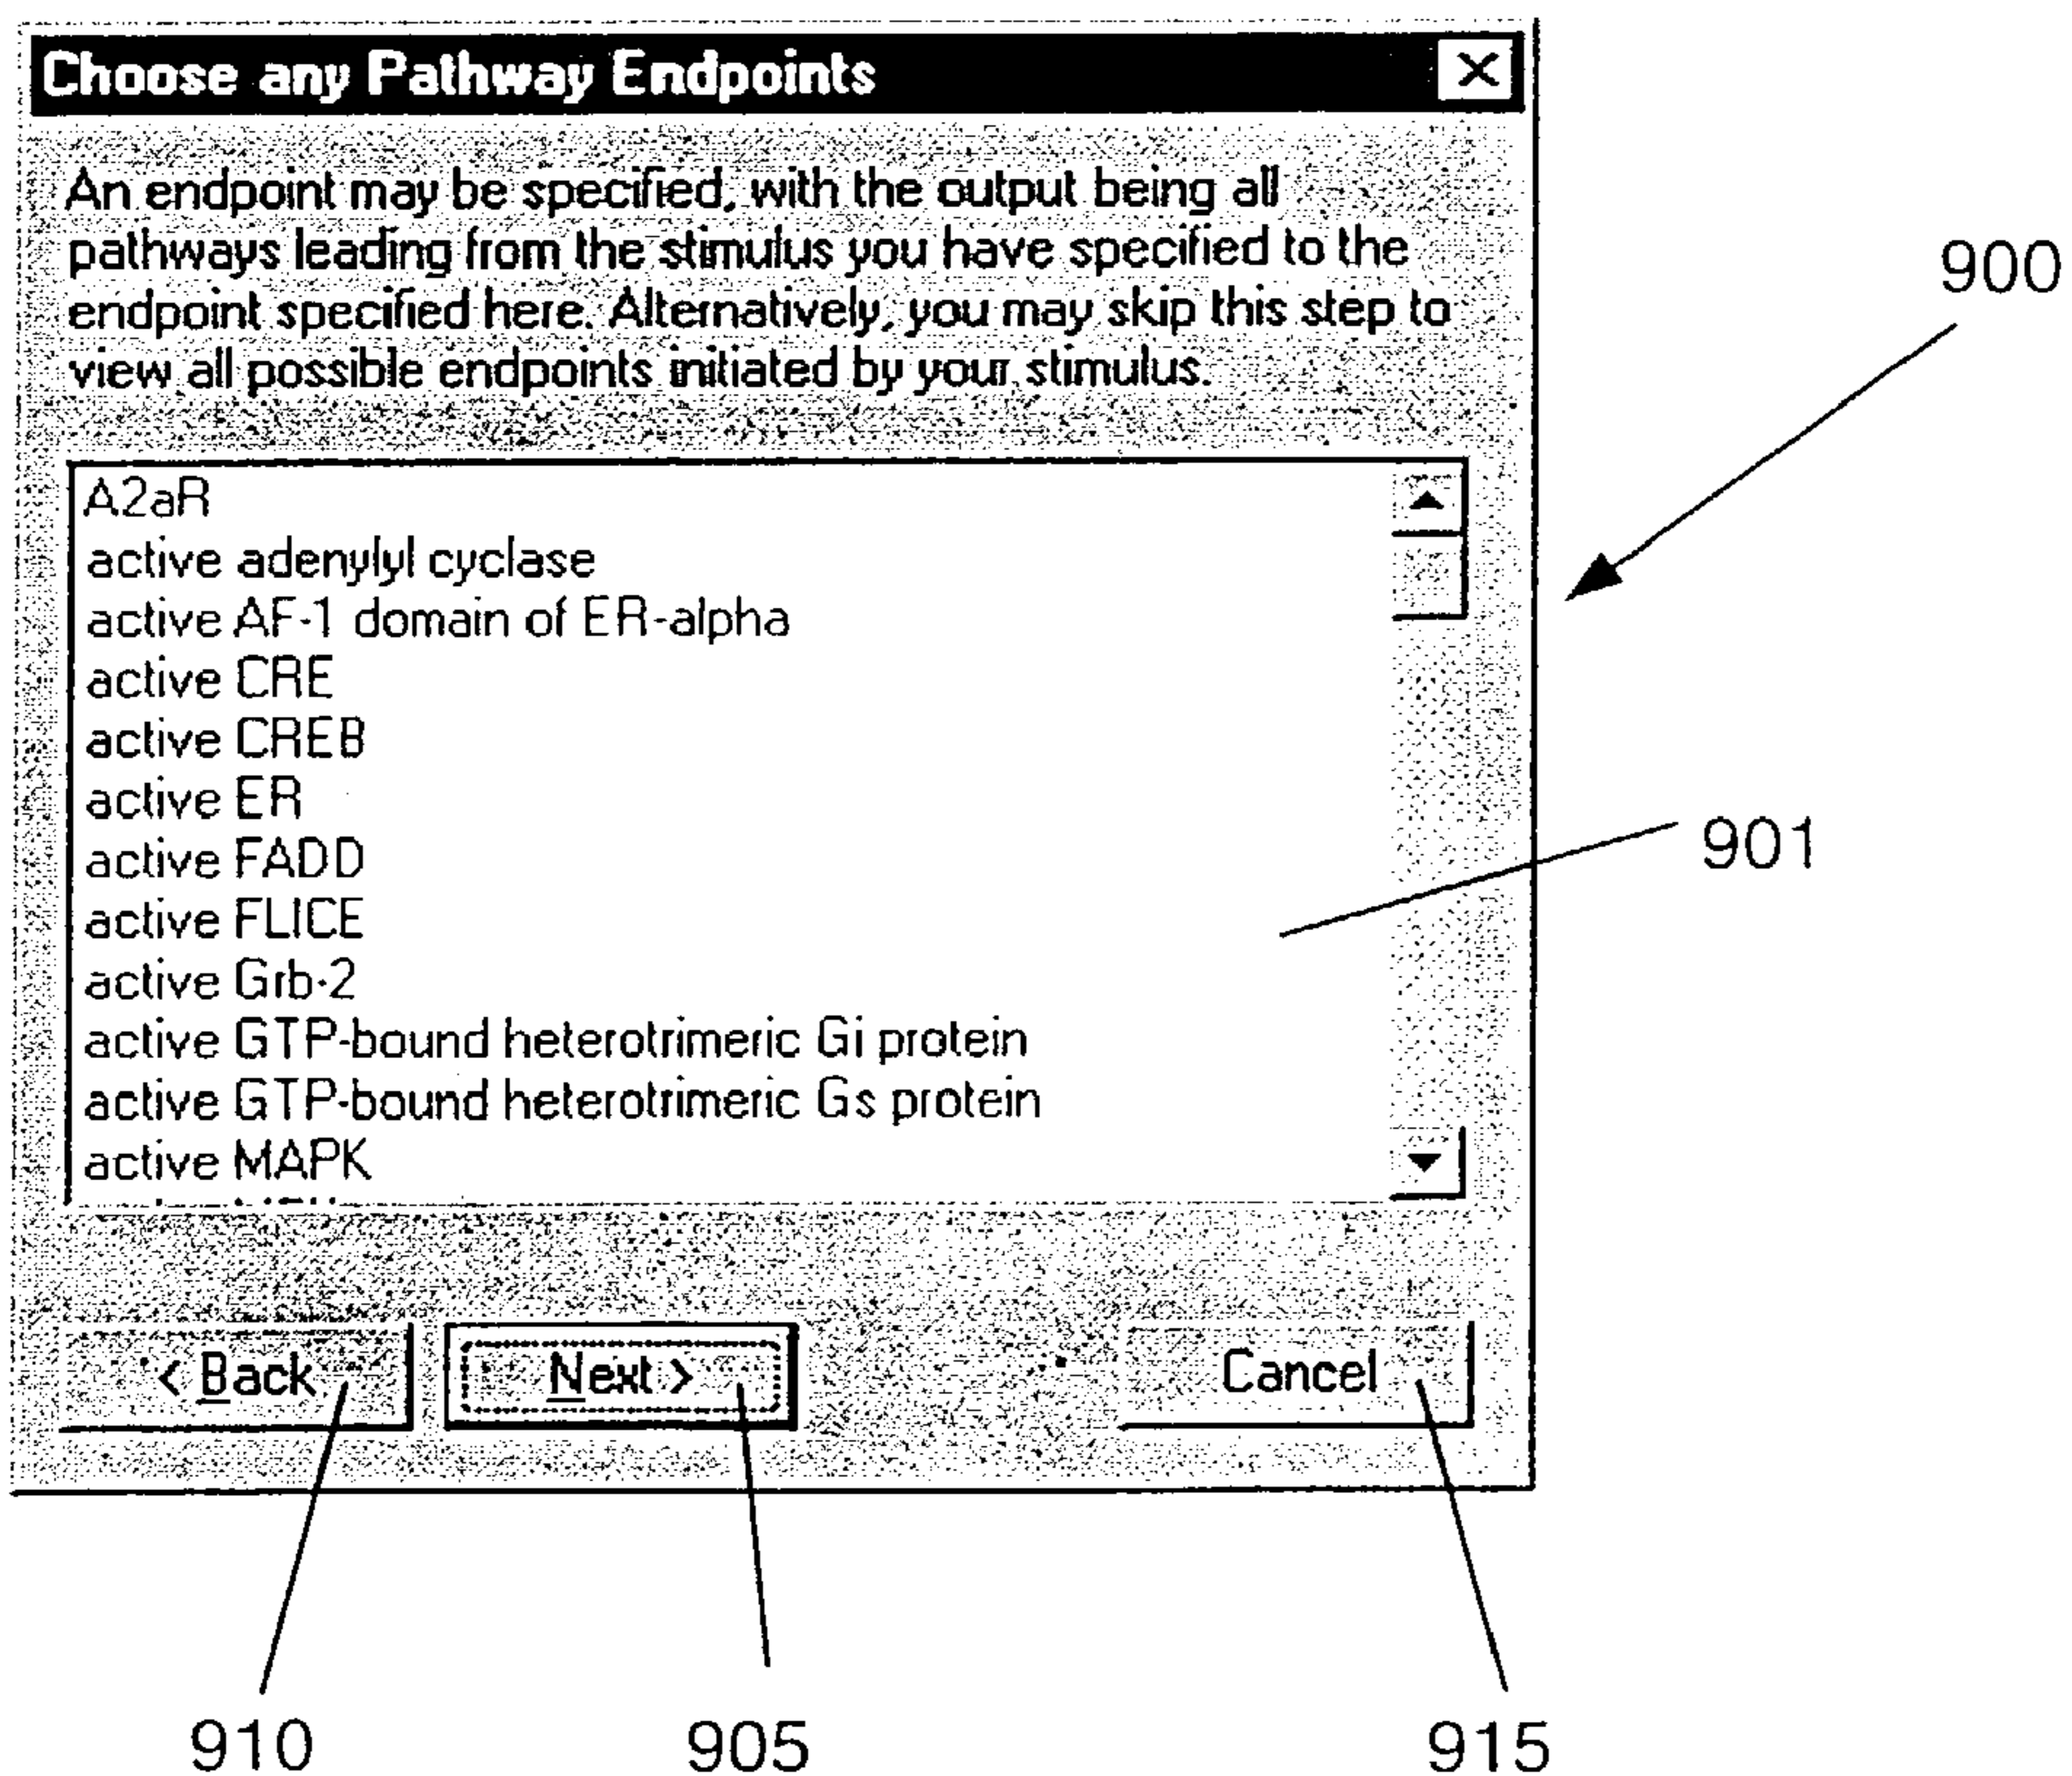 Choose any Pathway Endpoints
An endpoint may be specified, with the output being all
pathways leading from the stimulus you have specified to the
endpoint specified here. Alternatively, you may skip this step to
view all possible endpoints initiated by your stimulus.
900
A2aR
active adenylyl cyclase
active AF-1 domain of ER-alpha
active CRE
active CREB
active ER
active FADD
901
active FLICE
active Grb-2
active GTP-bound heterotrimeric Gi protein
active GTP-bound heterotrimeric Gs protein
active MAPK
< Back Next > Cancel
910 905 915